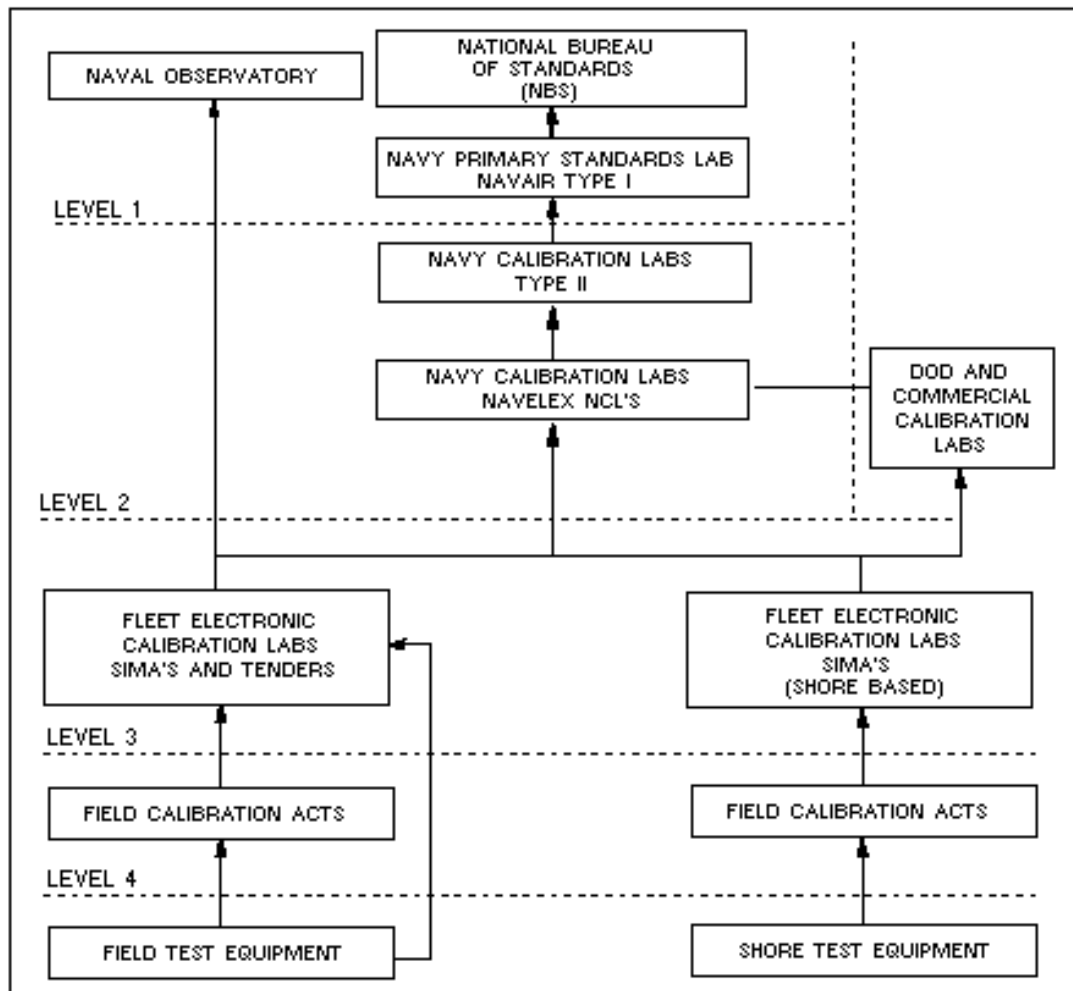 NAVAL OBSERVATORY
NATIONAL BUREAU
OF STANDARDS
(NBS)
NAVY PRIMARY STANDARDS LAB
NAVAIR TYPE I
LEVEL 1
NAVY CALIBRATION LABS
TYPE II
NAVY CALIBRATION LABS
NAVELEX NCL'S
DOD AND
COMMERCIAL
CALIBRATION
LABS
LEVEL 2
FLEET ELECTRONIC
CALIBRATION LABS
SIMA'S AND TENDERS
FLEET ELECTRONIC
CALIBRATION LABS
SIMA'S
(SHORE BASED)
LEVEL 3
FIELD CALIBRATION ACTS
FIELD CALIBRATION ACTS
LEVEL 4
FIELD TEST EQUIPMENT
SHORE TEST EQUIPMENT